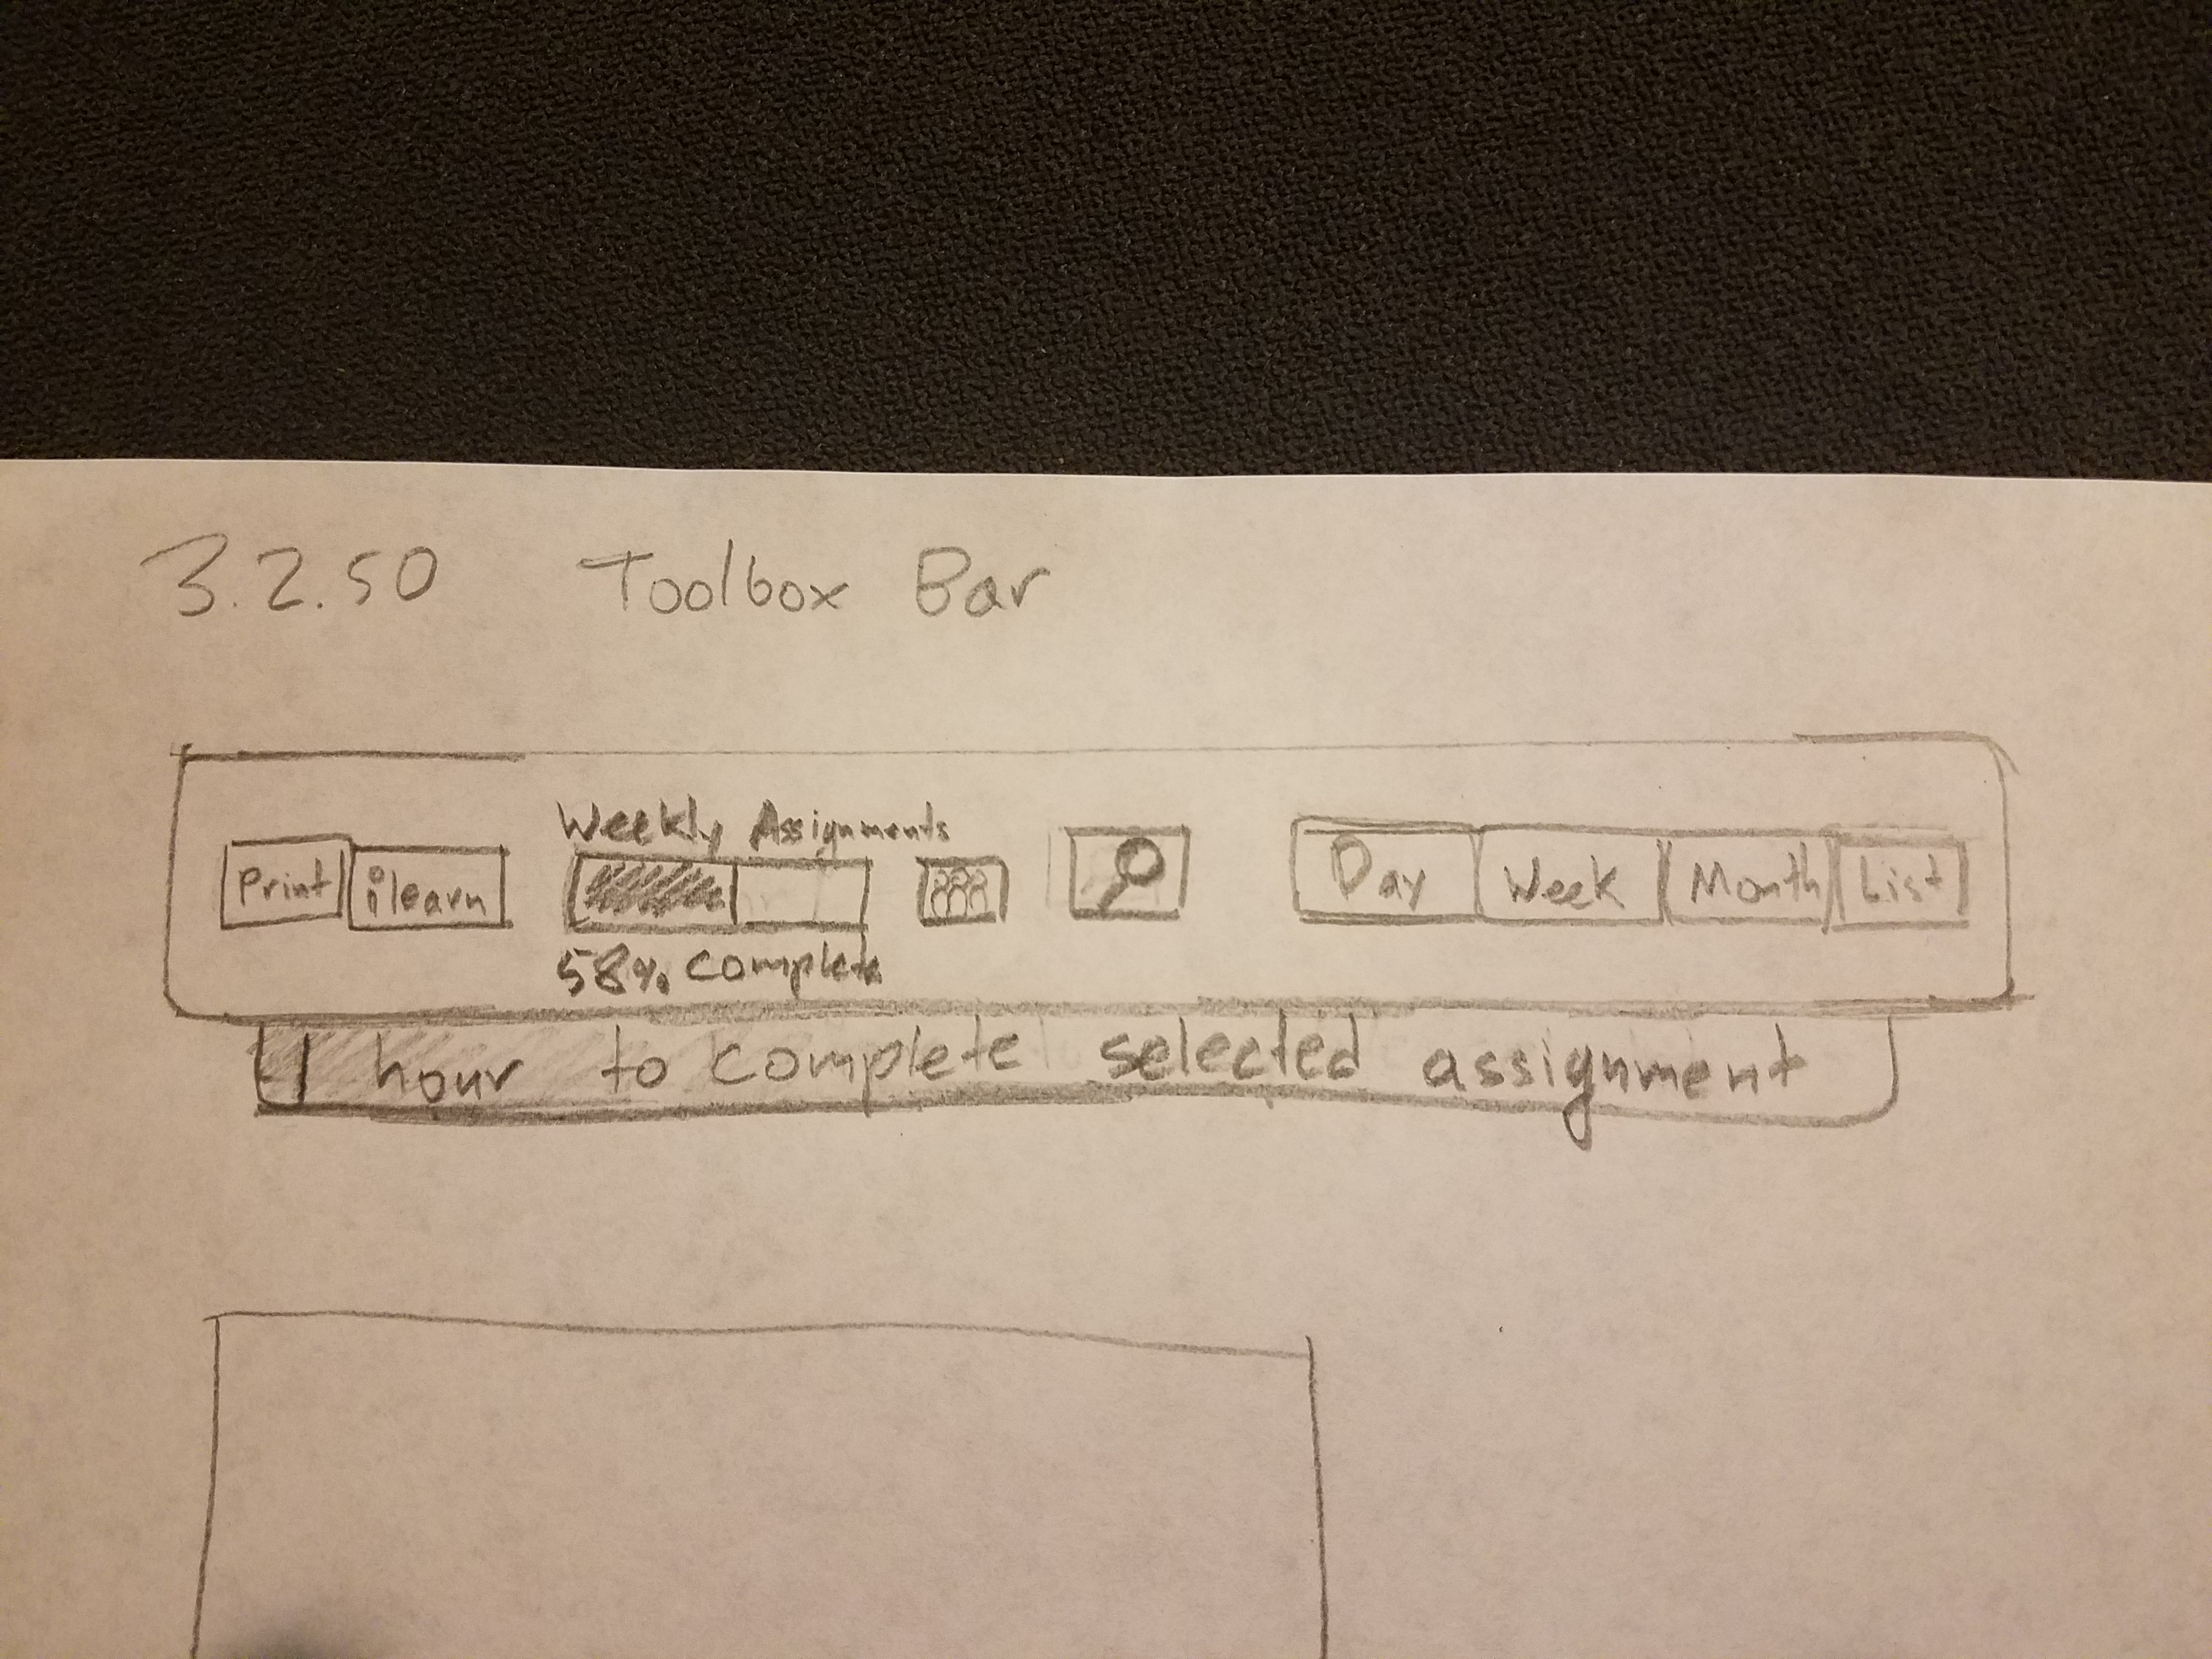 3.2.50 Toolbox Bar
Weekly Assignments
Print ilearn Day Week Month List
58% complete
1 hour to complete selected assignment